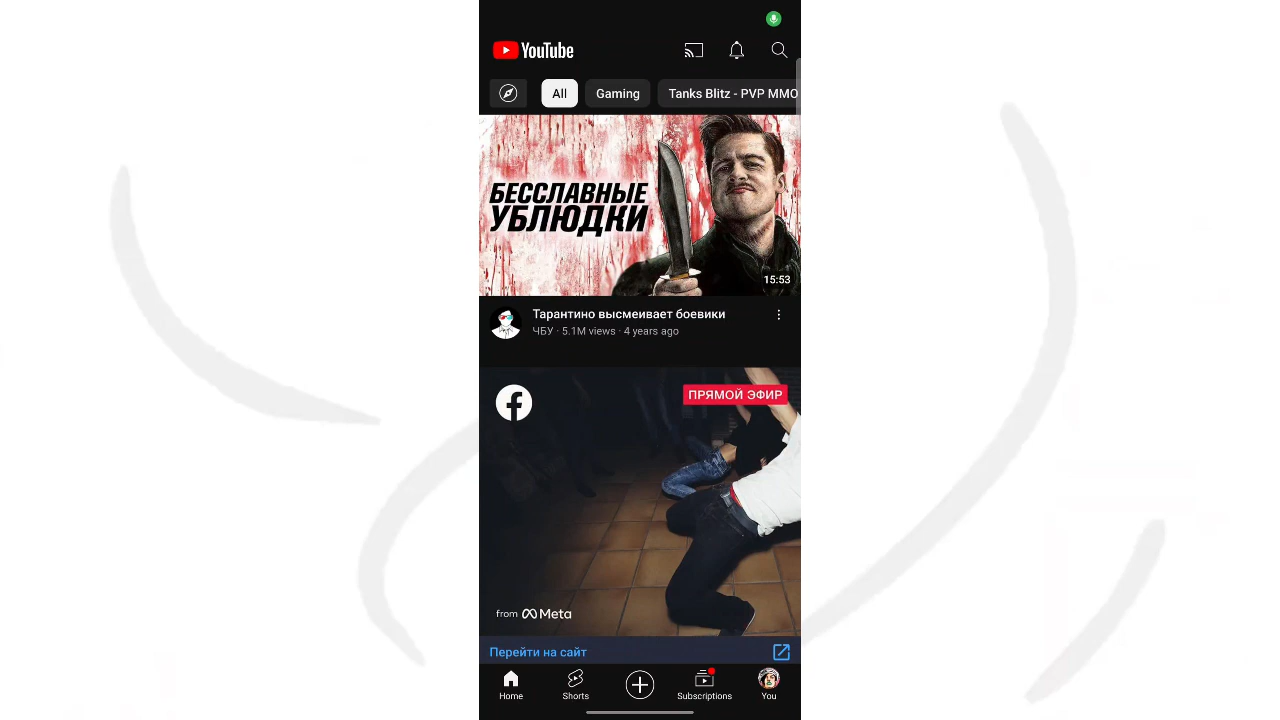 YouTube
All
Gaming
Tanks Blitz - PVP MMO
БЕССЛАВНЫЕ
УБЛЮДКИ
15:53
Тарантино высмеивает боевики
ЧБУ · 5.1M views · 4 years ago
ПРЯМОЙ ЭФИР
from Meta
Перейти на сайт
Home
Shorts
Subscriptions
You